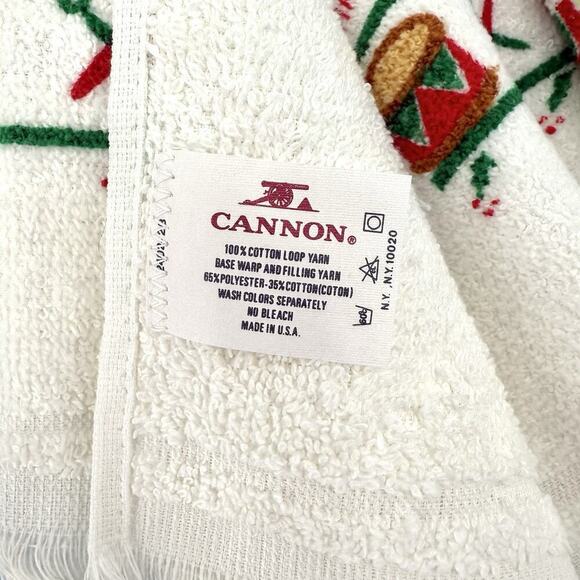 CANNON®
100% COTTON LOOP YARN
BASE WARP AND FILLING YARN
65%POLYESTER-35%COTTON(COTON)
WASH COLORS SEPARATELY
NO BLEACH
MADE IN U.S.A.
N.Y. ,N.Y. 10020